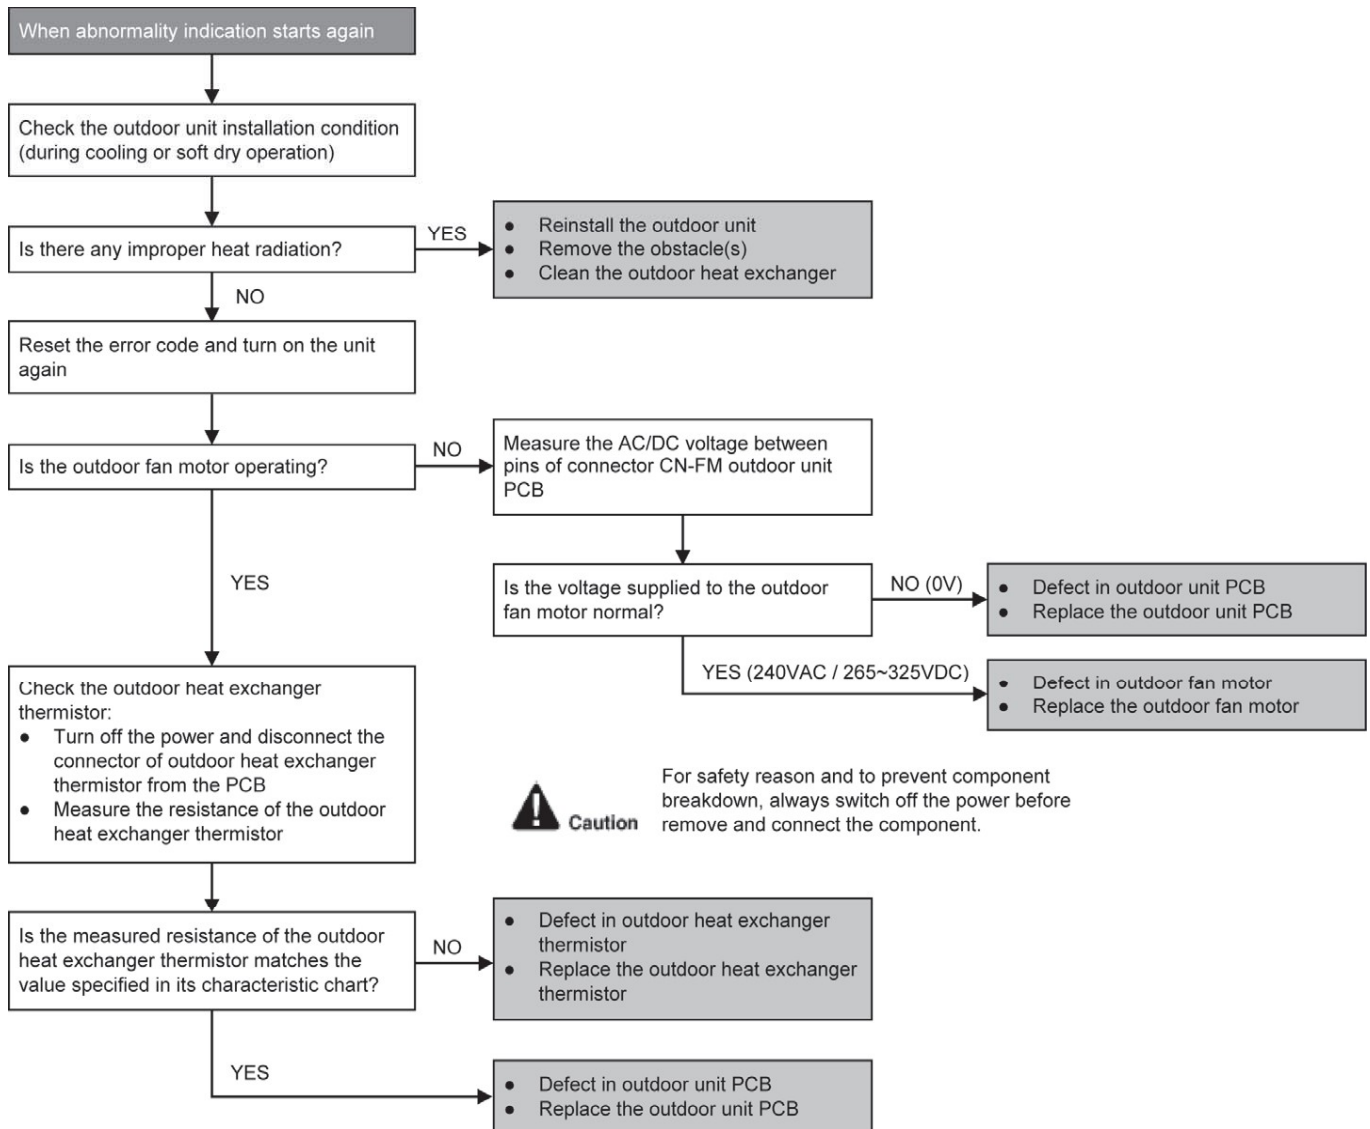 When abnormality indication starts again
Check the outdoor unit installation condition
(during cooling or soft dry operation)
Is there any improper heat radiation?
YES
● Reinstall the outdoor unit
● Remove the obstacle(s)
● Clean the outdoor heat exchanger
NO
Reset the error code and turn on the unit
again
Is the outdoor fan motor operating?
NO
Measure the AC/DC voltage between
pins of connector CN-FM outdoor unit
PCB
YES
Is the voltage supplied to the outdoor
fan motor normal?
NO (0V)
● Defect in outdoor unit PCB
● Replace the outdoor unit PCB
YES (240VAC / 265~325VDC)
● Defect in outdoor fan motor
● Replace the outdoor fan motor
Check the outdoor heat exchanger
thermistor:
● Turn off the power and disconnect the
connector of outdoor heat exchanger
thermistor from the PCB
● Measure the resistance of the outdoor
heat exchanger thermistor
Caution
For safety reason and to prevent component
breakdown, always switch off the power before
remove and connect the component.
Is the measured resistance of the outdoor
heat exchanger thermistor matches the
value specified in its characteristic chart?
NO
● Defect in outdoor heat exchanger
thermistor
● Replace the outdoor heat exchanger
thermistor
YES
● Defect in outdoor unit PCB
● Replace the outdoor unit PCB